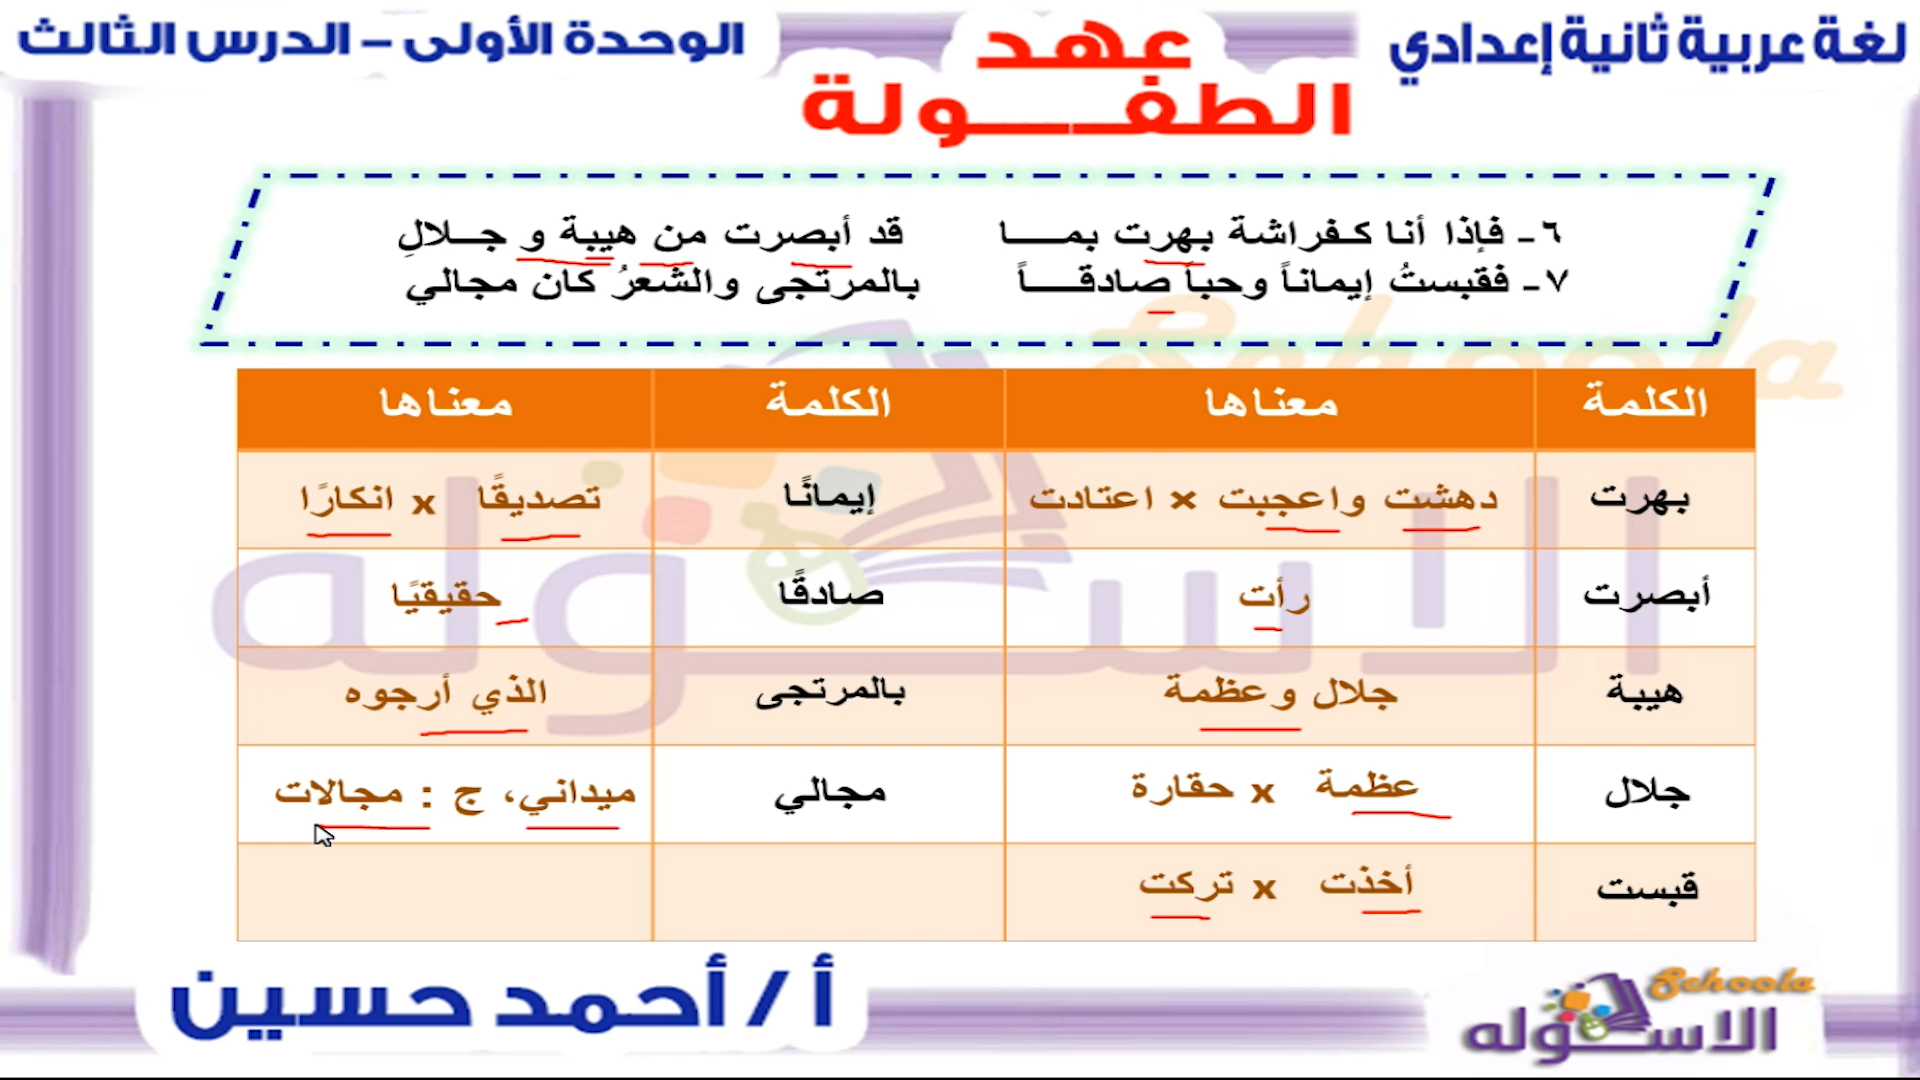 لغة عربية ثانية إعدادي
عهد
الطفـــولة
الوحدة الأولى – الدرس الثالث
٦- فإذا أنا كـفراشة بهرت بمـــا قد أبصرت من هيبة و جــلالِ
٧- فقبستُ إيماناً وحباً صادقـــاً بالمرتجى والشعرُ كان مجالي
الكلمة معناها الكلمة معناها
بهرت دهشت واعجبت × اعتادت إيمانًا تصديقًا x انكارًا
أبصرت رأت صادقًا حقيقيًا
هيبة جلال وعظمة بالمرتجى الذي أرجوه
جلال عظمة x حقارة مجالي ميداني، ج : مجالات
قبست أخذت x تركت
أ / أحمد حسين
Schoola
الاسكوله